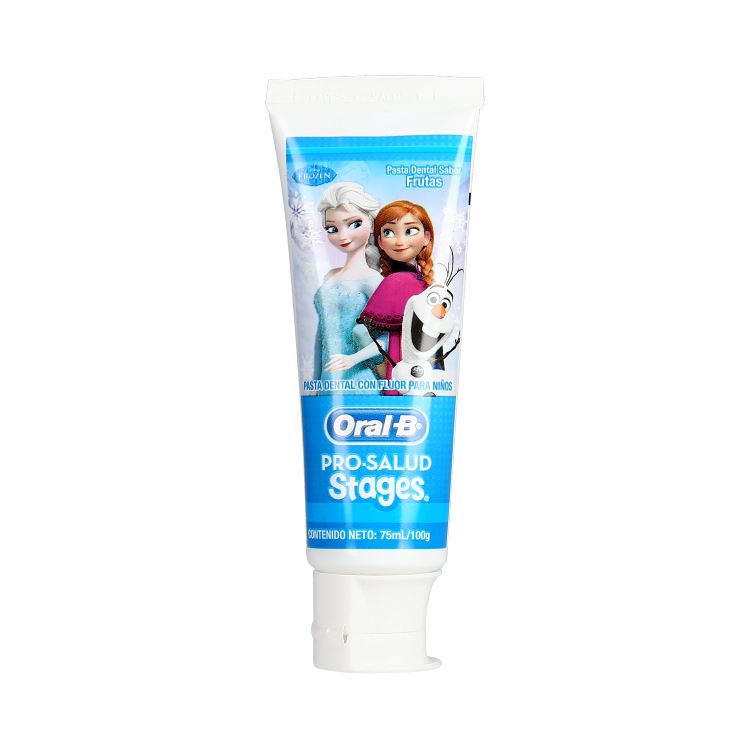 FROZEN
Pasta Dental Sabor
Frutas
PASTA DENTAL CON FLUOR PARA NIÑOS
Oral-B®
PRO-SALUD
Stages®
CONTENIDO NETO: 75mL/100g